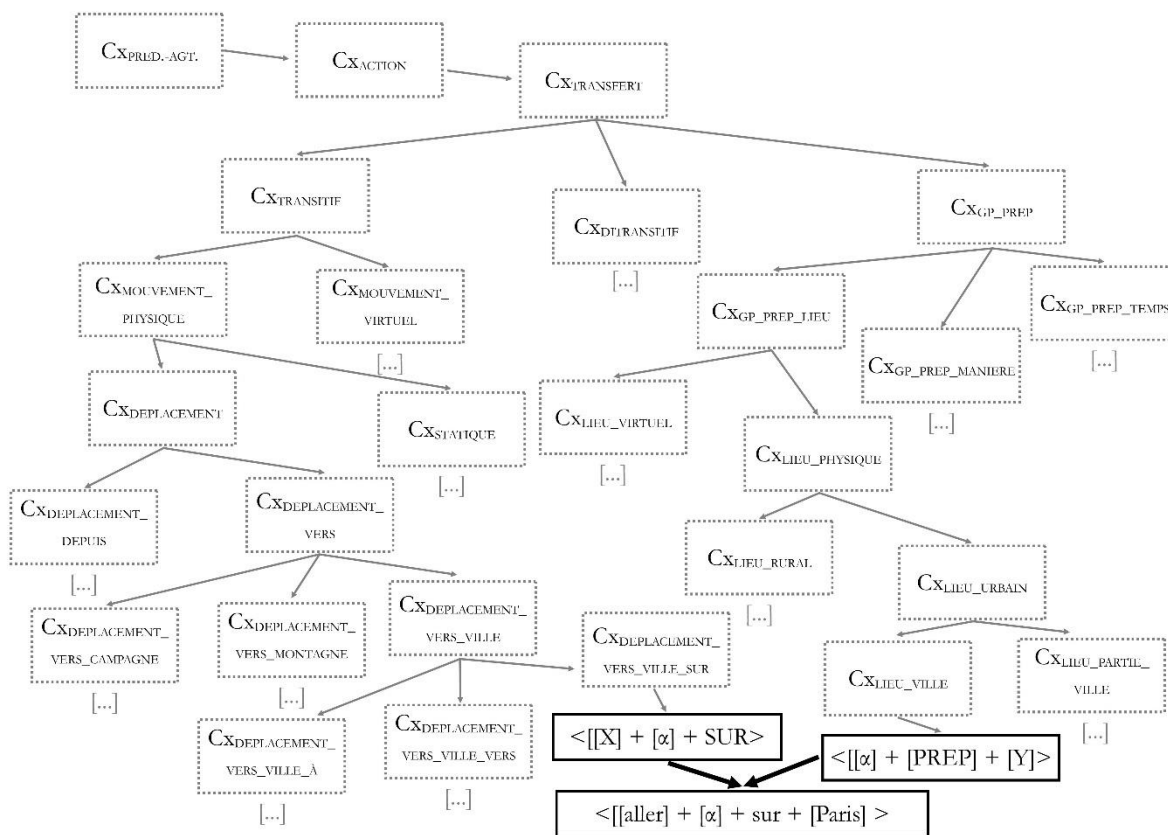 CxPRED.-AGT.
CxACTION
CxTRANSFERT
CxTRANSITIF
CxDITRANSITIF
[...]
CxGP_PREP
CxMOUVEMENT_
PHYSIQUE
CxMOUVEMENT_
VIRTUEL
[...]
CxGP_PREP_LIEU
CxGP_PREP_MANIERE
[...]
CxGP_PREP_TEMPS
[...]
CxDEPLACEMENT
CxSTATIQUE
[...]
CxLIEU_VIRTUEL
[...]
CxLIEU_PHYSIQUE
CxDEPLACEMENT_
DEPUIS
[...]
CxDEPLACEMENT_
VERS
CxLIEU_RURAL
[...]
CxLIEU_URBAIN
CxDEPLACEMENT_
VERS_CAMPAGNE
[...]
CxDEPLACEMENT_
VERS_MONTAGNE
[...]
CxDEPLACEMENT_
VERS_VILLE
CxDEPLACEMENT_
VERS_VILLE_SUR
CxLIEU_VILLE
CxLIEU_PARTIE_
VILLE
[...]
CxDEPLACEMENT_
VERS_VILLE_À
[...]
CxDEPLACEMENT_
VERS_VILLE_VERS
[...]
<[[X] + [α] + SUR>
<[[α] + [PREP] + [Y]>
<[[aller] + [α] + sur + [Paris] >